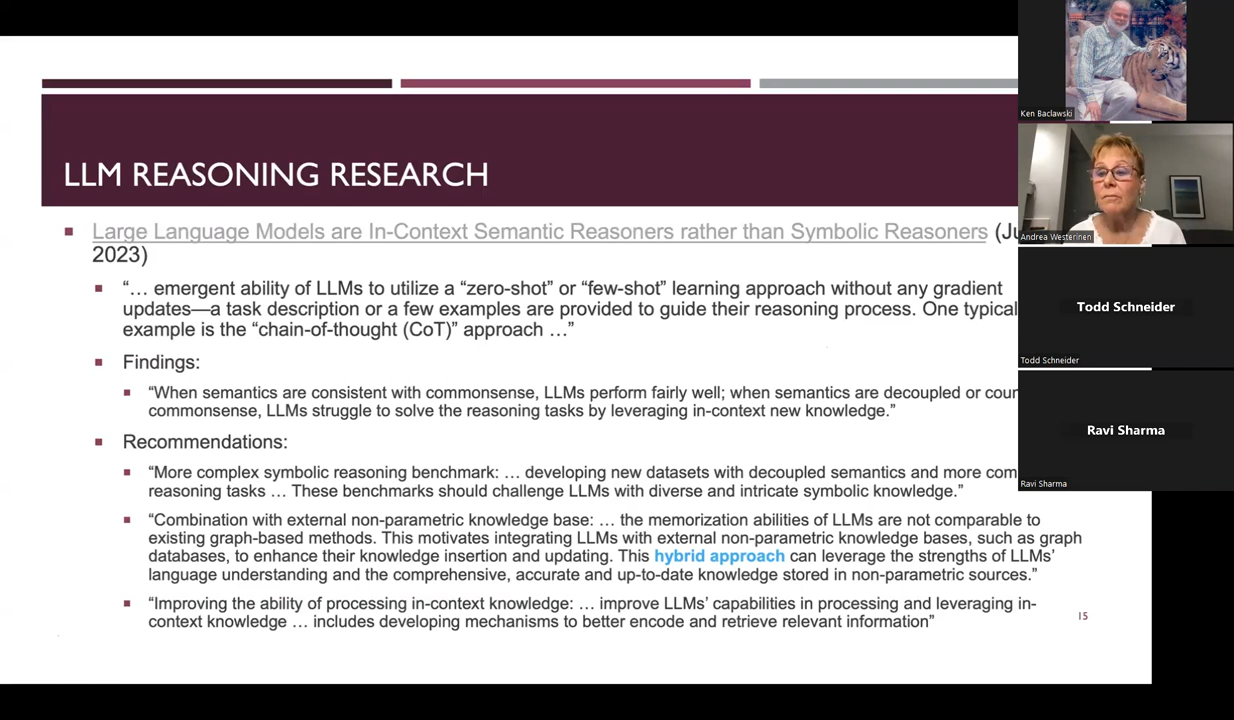 LLM REASONING RESEARCH
Large Language Models are In-Context Semantic Reasoners rather than Symbolic Reasoners
2023)
“… emergent ability of LLMs to utilize a “zero-shot” or “few-shot” learning approach without any gradient
updates—a task description or a few examples are provided to guide their reasoning process. One typical
example is the “chain-of-thought (CoT)” approach …”
Findings:
“When semantics are consistent with commonsense, LLMs perform fairly well; when semantics are decoupled or
commonsense, LLMs struggle to solve the reasoning tasks by leveraging in-context new knowledge.”
Recommendations:
“More complex symbolic reasoning benchmark: … developing new datasets with decoupled semantics and more
reasoning tasks … These benchmarks should challenge LLMs with diverse and intricate symbolic knowledge.”
“Combination with external non-parametric knowledge base: … the memorization abilities of LLMs are not comparable to
existing graph-based methods. This motivates integrating LLMs with external non-parametric knowledge bases, such as graph
databases, to enhance their knowledge insertion and updating. This hybrid approach can leverage the strengths of LLMs’
language understanding and the comprehensive, accurate and up-to-date knowledge stored in non-parametric sources.”
“Improving the ability of processing in-context knowledge: … improve LLMs’ capabilities in processing and leveraging in-
context knowledge … includes developing mechanisms to better encode and retrieve relevant information”
15
Ken Baclawski
Andrea Westerinen
Todd Schneider
Todd Schneider
Ravi Sharma
Ravi Sharma